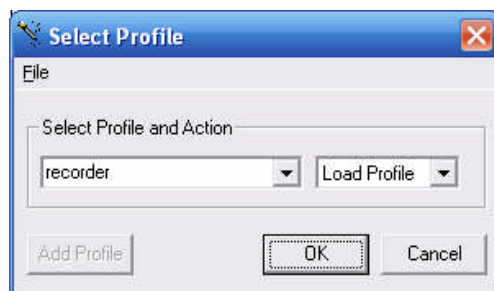 Select Profile
File
Select Profile and Action
recorder Load Profile
Add Profile OK Cancel